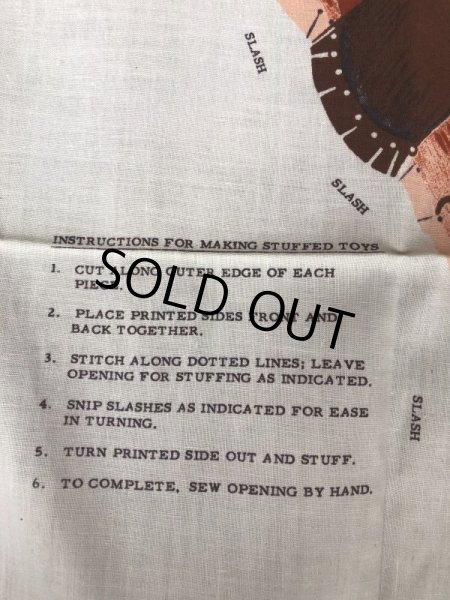 SLASH
SLASH
INSTRUCTIONS FOR MAKING STUFFED TOYS
1. CUT ALONG OUTER EDGE OF EACH
PIECE.
2. PLACE PRINTED SIDES FRONT AND
BACK TOGETHER.
SOLD OUT
3. STITCH ALONG DOTTED LINES; LEAVE
OPENING FOR STUFFING AS INDICATED.
4. SNIP SLASHES AS INDICATED FOR EASE
IN TURNING.
SLASH
5. TURN PRINTED SIDE OUT AND STUFF.
6. TO COMPLETE, SEW OPENING BY HAND.